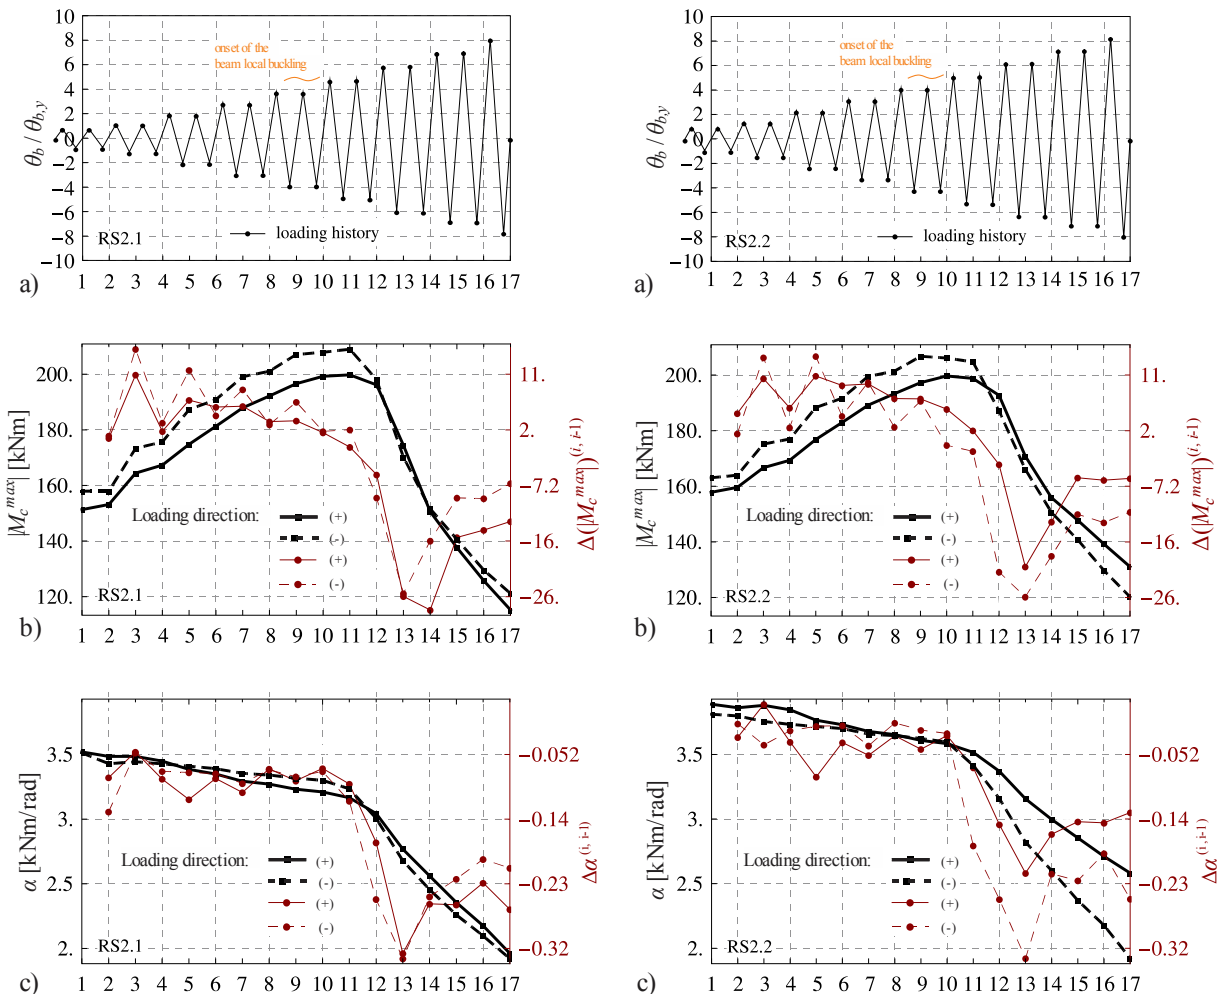 10
8
6
4
2
0
−2
−4
−6
−8
−10
θb / θb,y
onset of the
beam local buckling
loading history
RS2.1
1 2 3 4 5 6 7 8 9 10 11 12 13 14 15 16 17
a)
10
8
6
4
2
0
−2
−4
−6
−8
−10
θb / θb,y
onset of the
beam local buckling
loading history
RS2.2
1 2 3 4 5 6 7 8 9 10 11 12 13 14 15 16 17
a)
200.
180.
160.
140.
120.
|Mc max| [kNm]
11.
2.
−7.2
−16.
−26.
Δ(|Mc max|)(i, i-1)
Loading direction:
(+)
(-)
(+)
(-)
RS2.1
1 2 3 4 5 6 7 8 9 10 11 12 13 14 15 16 17
b)
200.
180.
160.
140.
120.
|Mc max| [kNm]
11.
2.
−7.2
−16.
−26.
Δ(|Mc max|)(i, i-1)
Loading direction:
(+)
(-)
(+)
(-)
RS2.2
1 2 3 4 5 6 7 8 9 10 11 12 13 14 15 16 17
b)
3.5
3.
2.5
2.
α [kNm/rad]
−0.052
−0.14
−0.23
−0.32
Δα(i, i-1)
Loading direction:
(+)
(-)
(+)
(-)
RS2.1
1 2 3 4 5 6 7 8 9 10 11 12 13 14 15 16 17
c)
3.5
3.
2.5
2.
α [kNm/rad]
−0.052
−0.14
−0.23
−0.32
Δα(i, i-1)
Loading direction:
(+)
(-)
(+)
(-)
RS2.2
1 2 3 4 5 6 7 8 9 10 11 12 13 14 15 16 17
c)